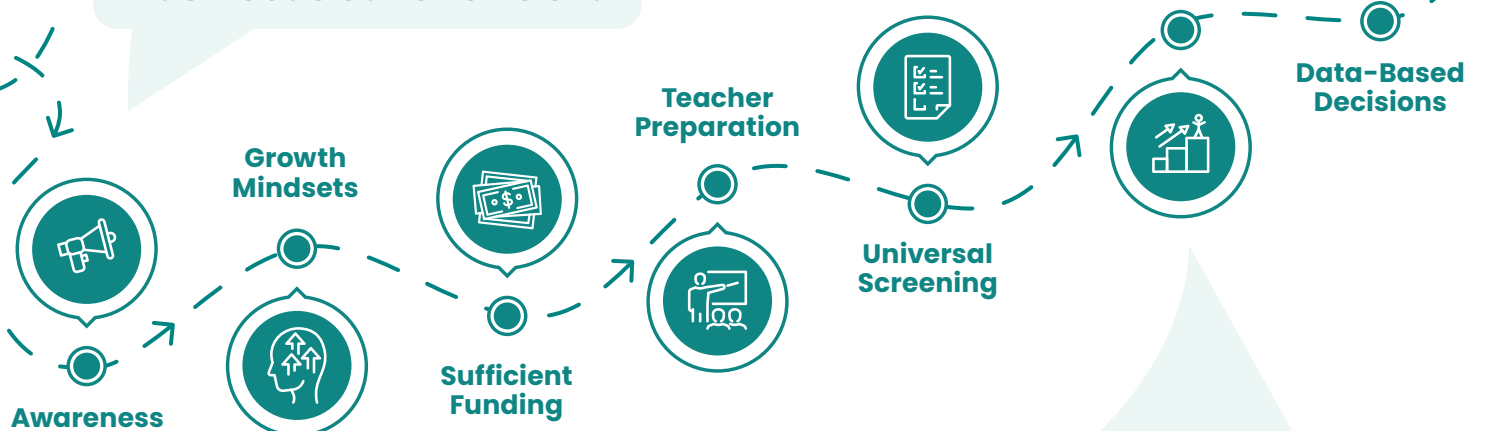 Growth
Mindsets
Teacher
Preparation
Data-Based
Decisions
Universal
Screening
Sufficient
Funding
Awareness